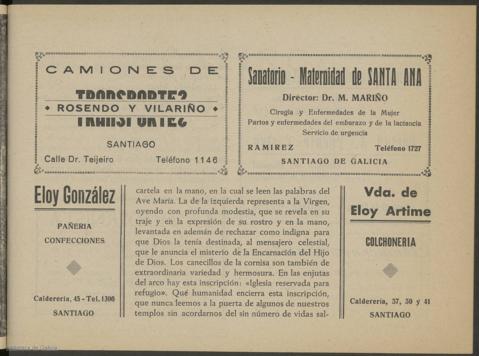 CAMIONES DE
TRANSPORTES
ROSENDO Y VILARIÑO
TRANSPORTES
SANTIAGO
Calle Dr. Teijeiro Teléfono 1146
Sanatorio - Maternidad de SANTA ANA
Director: Dr. M. MARIÑO
Cirugía y Enfermedades de la Mujer
Partos y enfermedades del embarazo y de la lactancia
Servicio de urgencia
RAMIREZ Teléfono 1727
SANTIAGO DE GALICIA
Eloy González
PAÑERIA
CONFECCIONES
Calderería, 45 - Tel. 1300
SANTIAGO
cartela en la mano, en la cual se leen las palabras del
Ave María. La de la izquierda representa a la Virgen,
oyendo con profunda modestia, que se revela en su
traje y en la expresión de su rostro y en la mano,
levantada en ademán de rechazar como indigna para
que Dios la tenía destinada, al mensajero celestial,
que le anuncia el misterio de la Encarnación del Hijo
de Dios. Los canecillos de la cornisa son también de
extraordinaria variedad y hermosura. En las enjutas
del arco hay esta inscripción: «Iglesia reservada para
refugio». Qué humanidad encierra esta inscripción,
que nunca leemos a la puerta de algunos de nuestros
templos sin acordarnos del sin número de vidas sal-
Vda. de
Eloy Artime
COLCHONERIA
Calderería, 37, 39 y 41
SANTIAGO